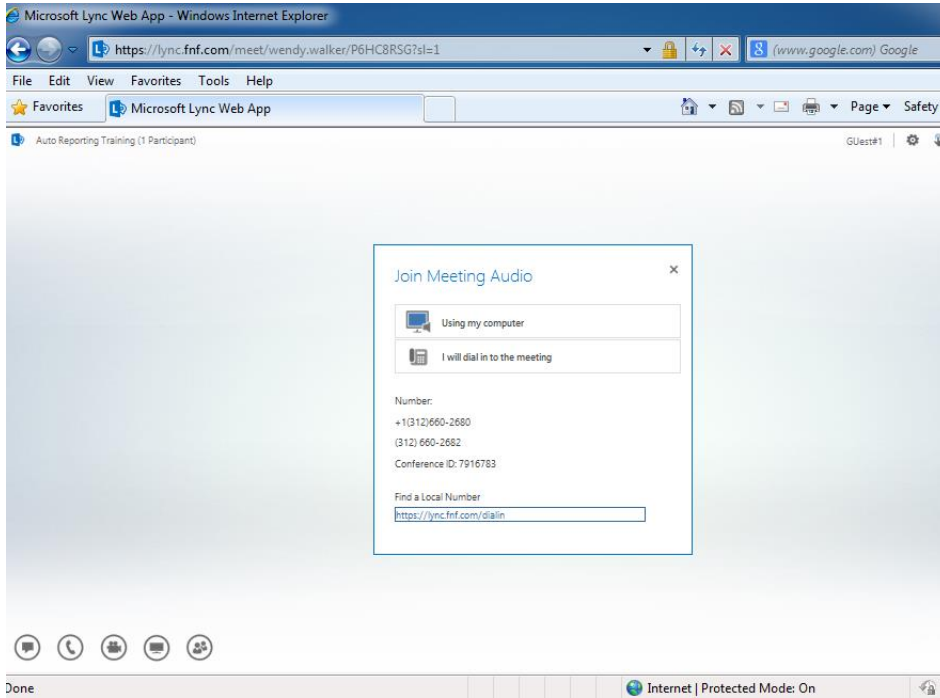 Microsoft Lync Web App - Windows Internet Explorer
https://lync.fnf.com/meet/wendy.walker/P6HC8RSG?sl=1
(www.google.com) Google
File Edit View Favorites Tools Help
Favorites
Microsoft Lync Web App
Page Safety
Auto Reporting Training (1 Participant)
GUest#1
Join Meeting Audio
Using my computer
I will dial in to the meeting
Number:
+1(312)660-2680
(312) 660-2682
Conference ID: 7916783
Find a Local Number
https://lync.fnf.com/dialin
Done
Internet | Protected Mode: On